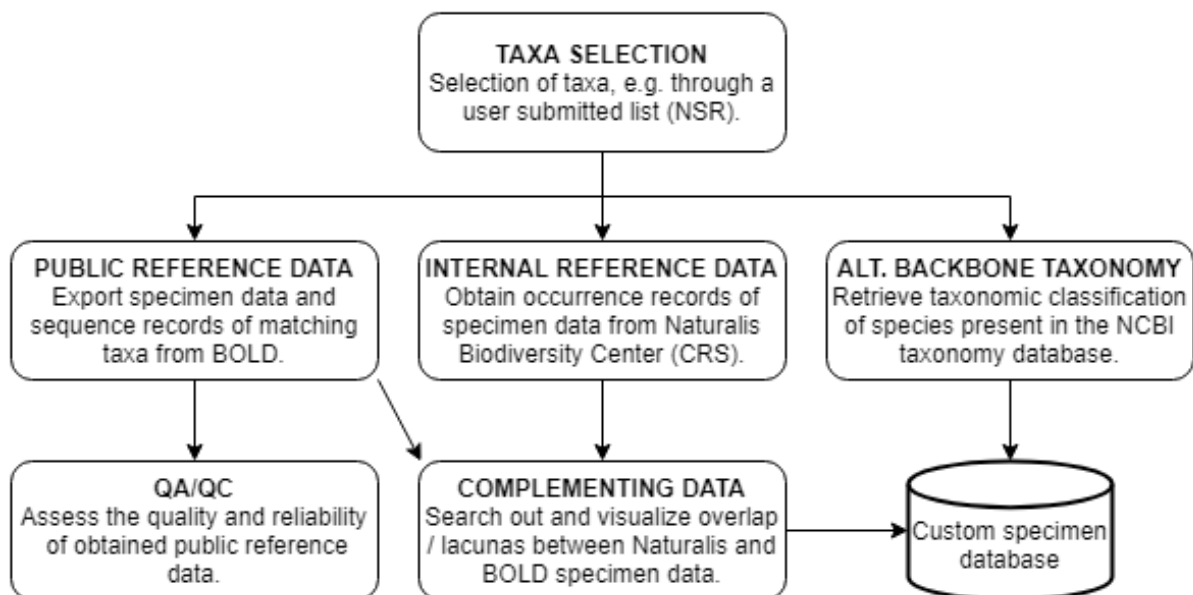 TAXA SELECTION
Selection of taxa, e.g. through a
user submitted list (NSR).
PUBLIC REFERENCE DATA
Export specimen data and
sequence records of matching
taxa from BOLD.
INTERNAL REFERENCE DATA
Obtain occurrence records of
specimen data from Naturalis
Biodiversity Center (CRS).
ALT. BACKBONE TAXONOMY
Retrieve taxonomic classification
of species present in the NCBI
taxonomy database.
QA/QC
Assess the quality and reliability
of obtained public reference
data.
COMPLEMENTING DATA
Search out and visualize overlap
/ lacunas between Naturalis and
BOLD specimen data.
Custom specimen
database